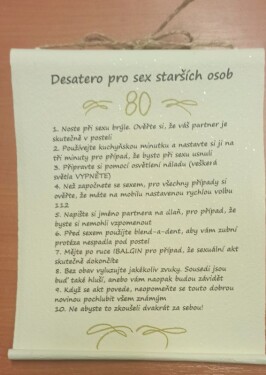 Desatero pro sex starších osob
80
1. Noste při sexu brýle. Ověřte si, že váš partner je
skutečně v posteli
2. Používejte kuchyňskou minutku a nastavte si ji na
tři minuty pro případ, že byste při sexu usnuli
3. Připravte si pomocí osvětlení náladu (veškerá
světla VYPNĚTE)
4. Než započnete se sexem, pro všechny případy si
ověřte, že máte na mobilu nastavenou rychlou volbu
112
5. Napište si jméno partnera na dlaň, pro případ, že
byste si nemohli vzpomenout
6. Před sexem použijte blend-a-dent, aby vám zubní
protéza nespadla pod postel
7. Mějte po ruce IBALGIN pro případ, že sexuální akt
skutečně dokončíte
8. Bez obav vyluzujte jakékoliv zvuky. Sousedi jsou
buď také hluší, anebo vám naopak budou závidět
9. Když se akt povede, neopomeňte se touto dobrou
novinou pochlubit všem známým
10. Ne abyste to zkoušeli dvakrát za sebou!